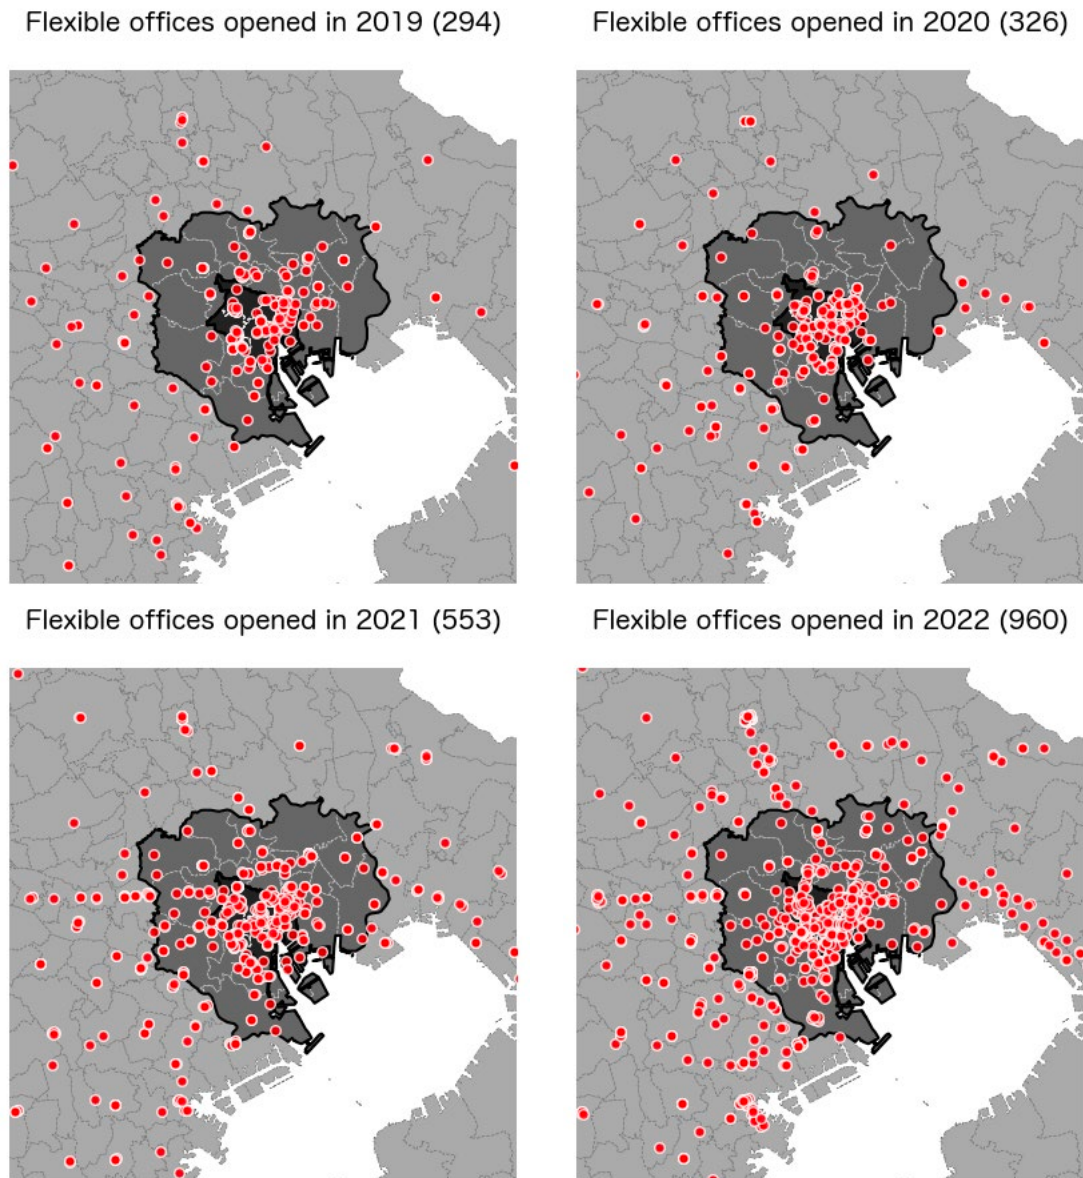 Flexible offices opened in 2019 (294)
Flexible offices opened in 2020 (326)
Flexible offices opened in 2021 (553)
Flexible offices opened in 2022 (960)